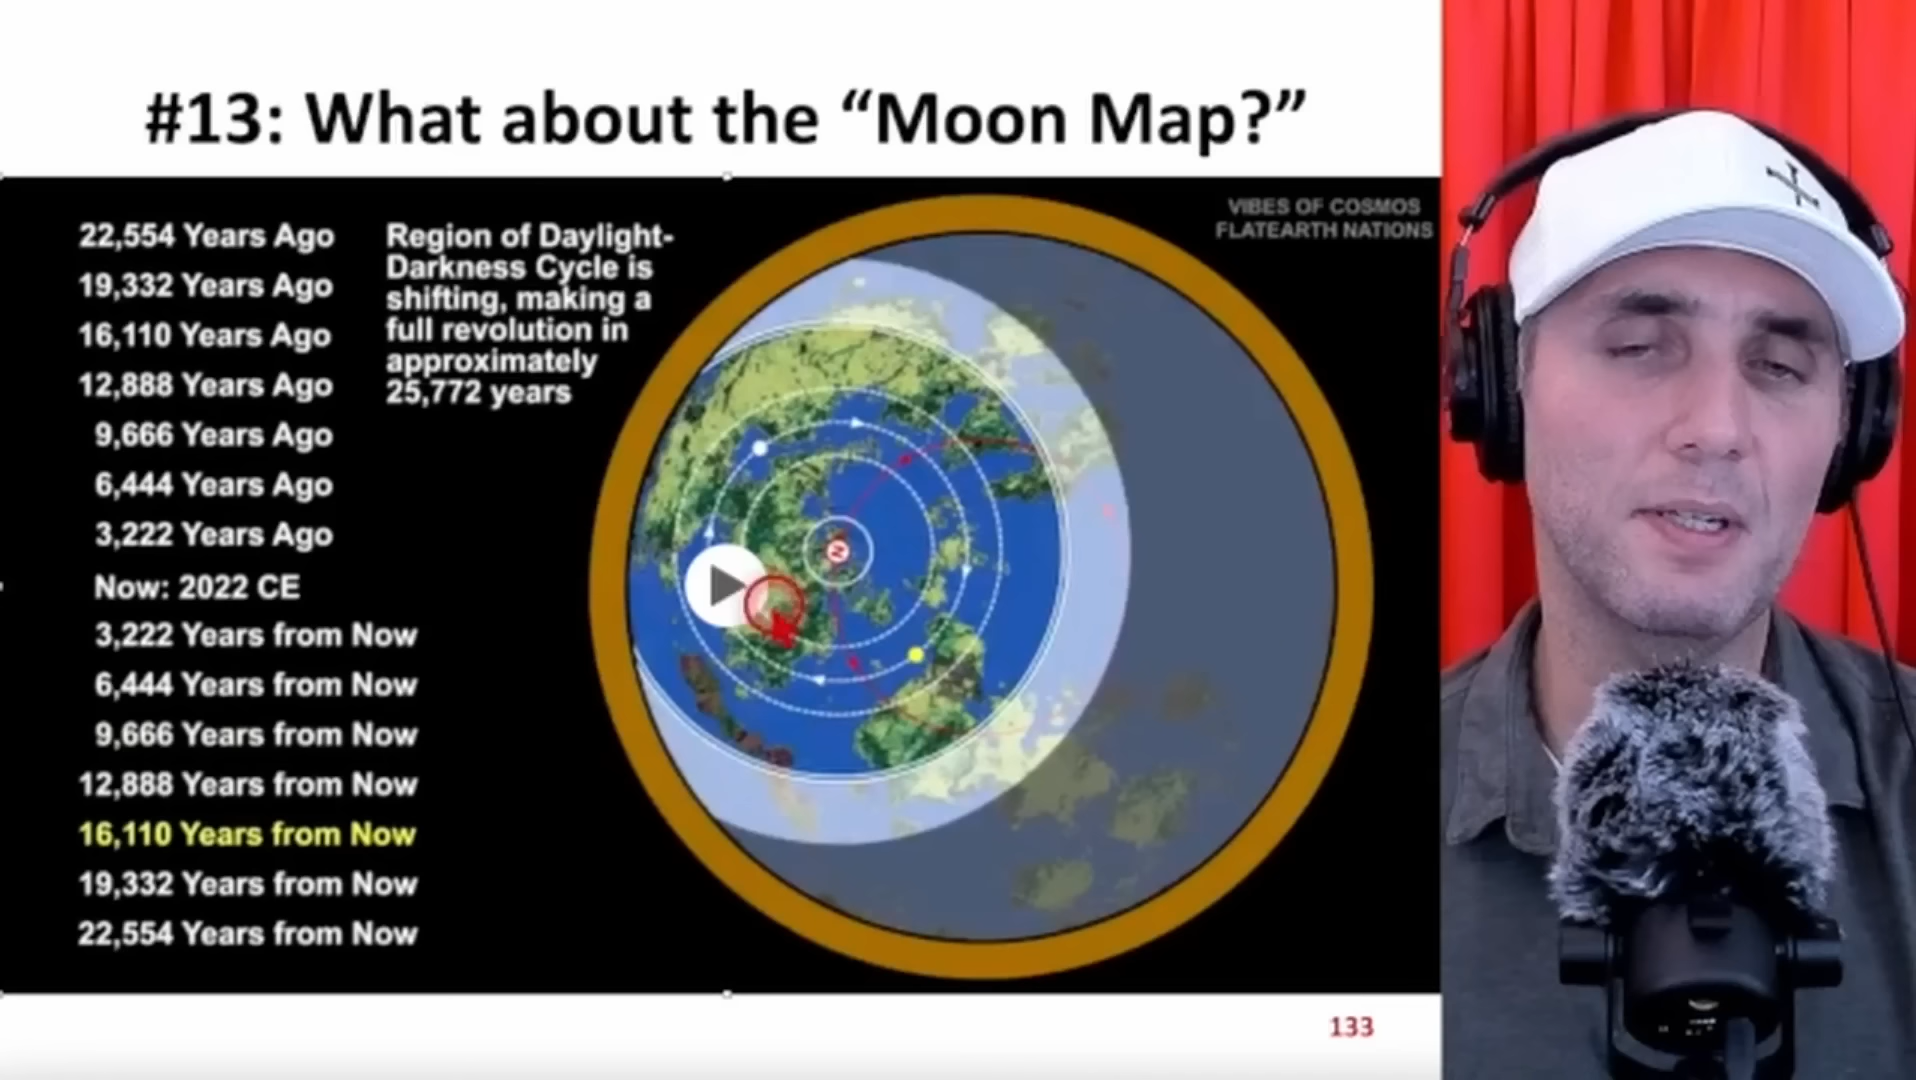 #13: What about the “Moon Map?”
VIBES OF COSMOS
FLATEARTH NATIONS
22,554 Years Ago
19,332 Years Ago
16,110 Years Ago
12,888 Years Ago
9,666 Years Ago
6,444 Years Ago
3,222 Years Ago
Now: 2022 CE
3,222 Years from Now
6,444 Years from Now
9,666 Years from Now
12,888 Years from Now
16,110 Years from Now
19,332 Years from Now
22,554 Years from Now
Region of Daylight-
Darkness Cycle is
shifting, making a
full revolution in
approximately
25,772 years
N
133